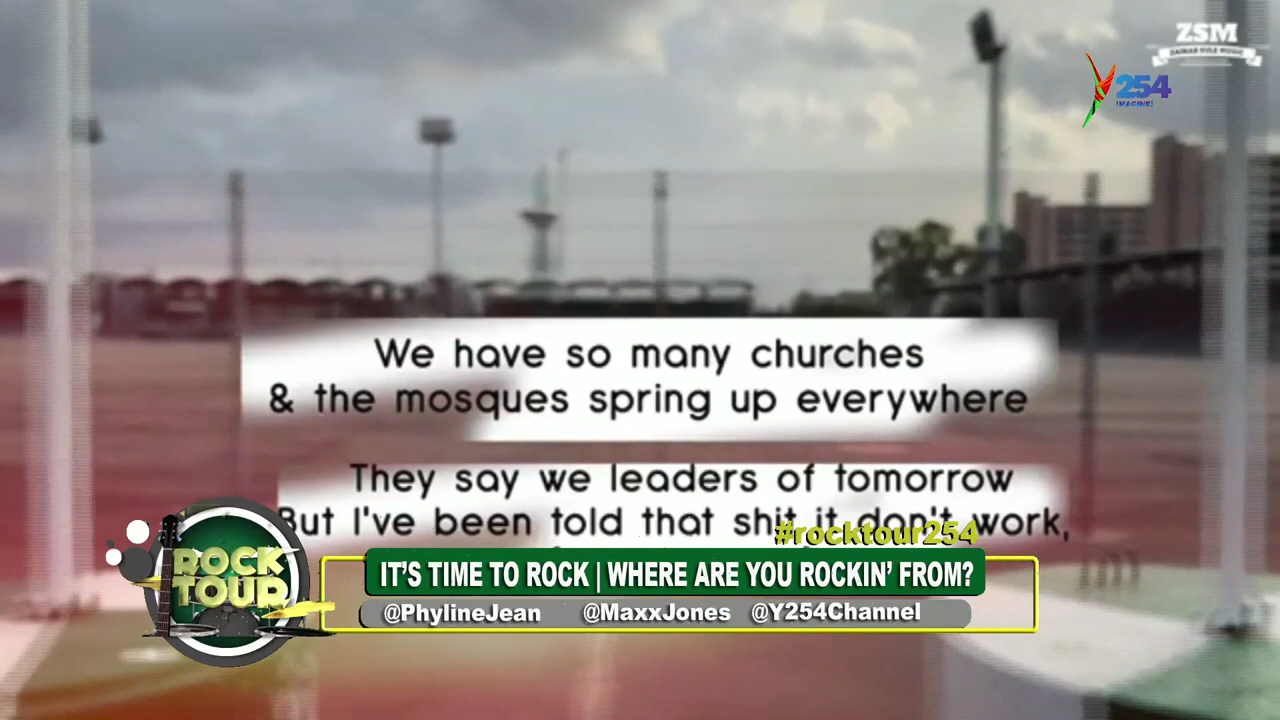 ZSM
Y254
IMAGINE!
We have so many churches
& the mosques spring up everywhere
They say we leaders of tomorrow
But I've been told that shit it don't work,
#rocktour254
ROCK
TOUR
IT'S TIME TO ROCK | WHERE ARE YOU ROCKIN' FROM?
@PhylineJean @MaxxJones @Y254Channel